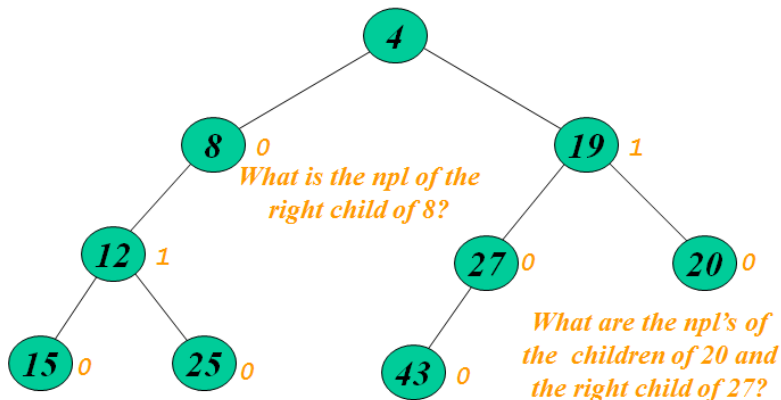 4
8 0
19 1
What is the npl of the
right child of 8?
12 1
27 0
20 0
What are the npl's of
the children of 20 and
the right child of 27?
15 0
25 0
43 0